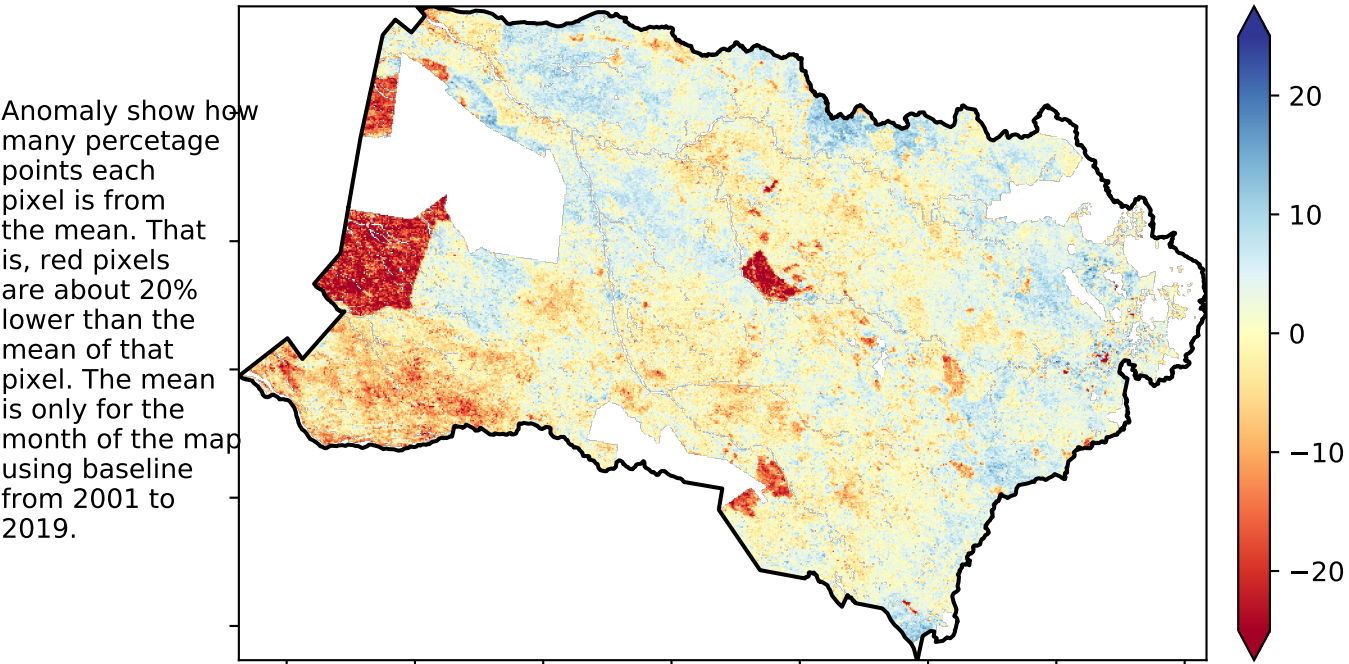 Anomaly show how
many percetage
points each
pixel is from
the mean. That
is, red pixels
are about 20%
lower than the
mean of that
pixel. The mean
is only for the
month of the map
using baseline
from 2001 to
2019.
20
10
0
−10
−20